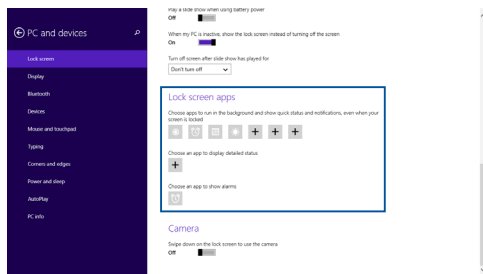 PC and devices
Lock screen
Display
Bluetooth
Devices
Mouse and touchpad
Typing
Corners and edges
Power and sleep
AutoPlay
PC info
Play a slide show when using battery power
Off
When my PC is inactive, show the lock screen instead of turning off the screen
On
Turn off screen after slide show has played for
Don't turn off
Lock screen apps
Choose apps to run in the background and show quick status and notifications, even when your
screen is locked
Choose an app to display detailed status
Choose an app to show alarms
Camera
Swipe down on the lock screen to use the camera
Off